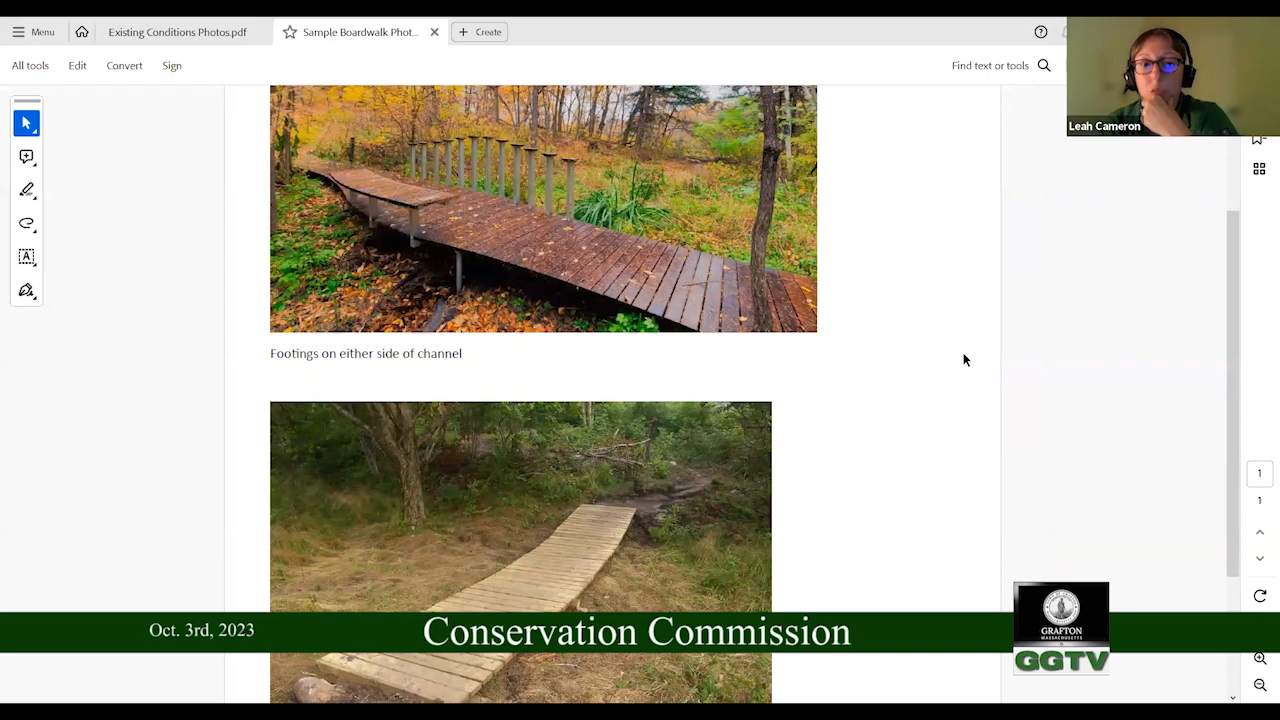 Menu
Existing Conditions Photos.pdf
Sample Boardwalk Phot...
Create
All tools
Edit
Convert
Sign
Find text or tools
Leah Cameron
A
Footings on either side of channel
1
1
Oct. 3rd, 2023
Conservation Commission
GRAFTON
MASSACHUSETTS
GGTV